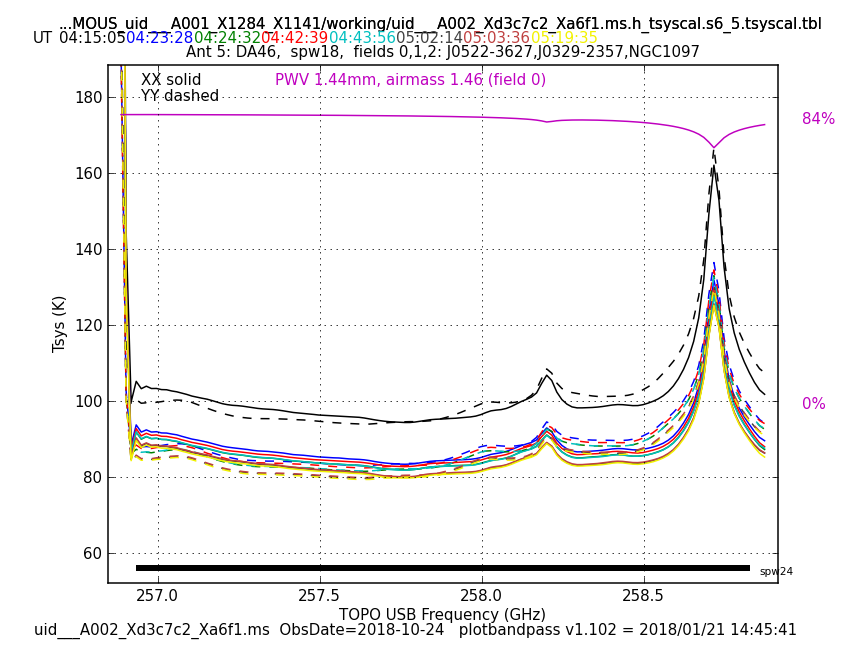 ...MOUS_uid___A001_X1284_X1141/working/uid___A002_Xd3c7c2_Xa6f1.ms.h_tsyscal.s6_5.tsyscal.tbl
UT 04:15:05 04:23:28 04:24:32 04:42:39 04:43:56 05:02:14 05:03:36 05:19:35
Ant 5: DA46, spw18, fields 0,1,2: J0522-3627,J0329-2357,NGC1097
XX solid
YY dashed
PWV 1.44mm, airmass 1.46 (field 0)
84%
0%
180
160
140
120
100
80
60
Tsys (K)
spw24
257.0 257.5 258.0 258.5
TOPO USB Frequency (GHz)
uid___A002_Xd3c7c2_Xa6f1.ms ObsDate=2018-10-24 plotbandpass v1.102 = 2018/01/21 14:45:41